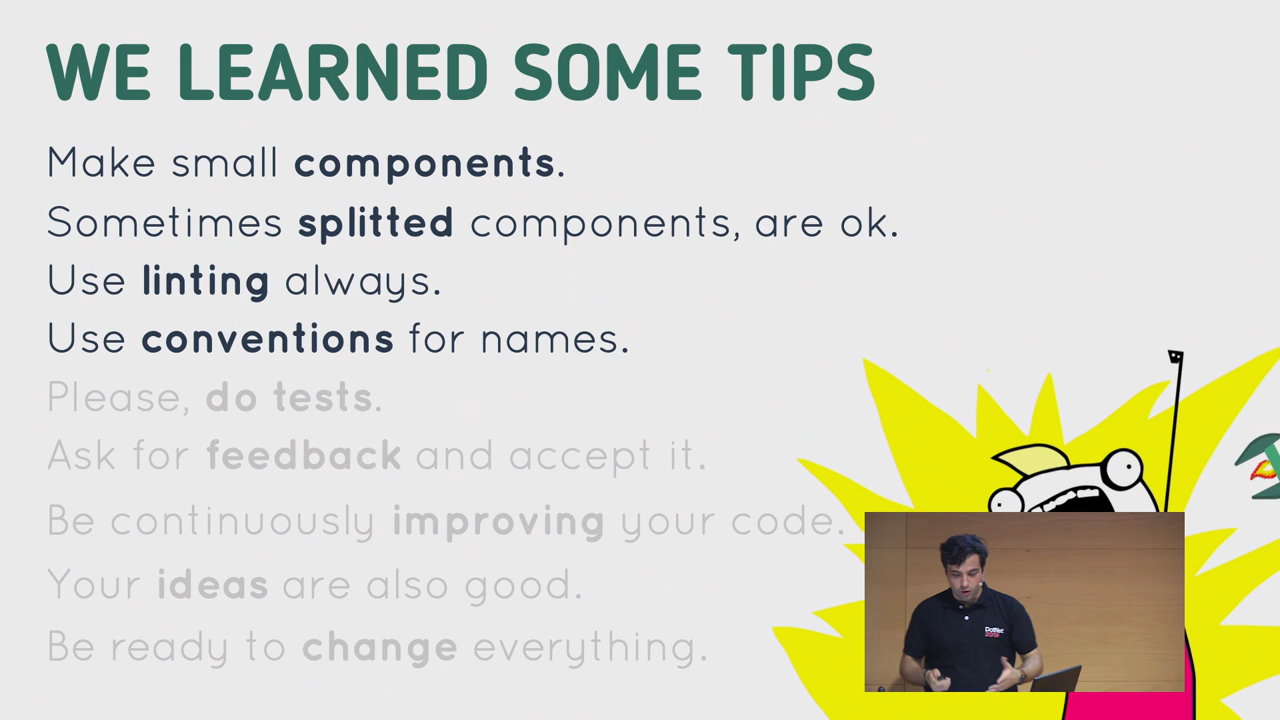 WE LEARNED SOME TIPS
Make small components.
Sometimes splitted components, are ok.
Use linting always.
Use conventions for names.
Please, do tests.
Ask for feedback and accept it.
Be continuously improving your code.
Your ideas are also good.
Be ready to change everything.
DotNet
2019